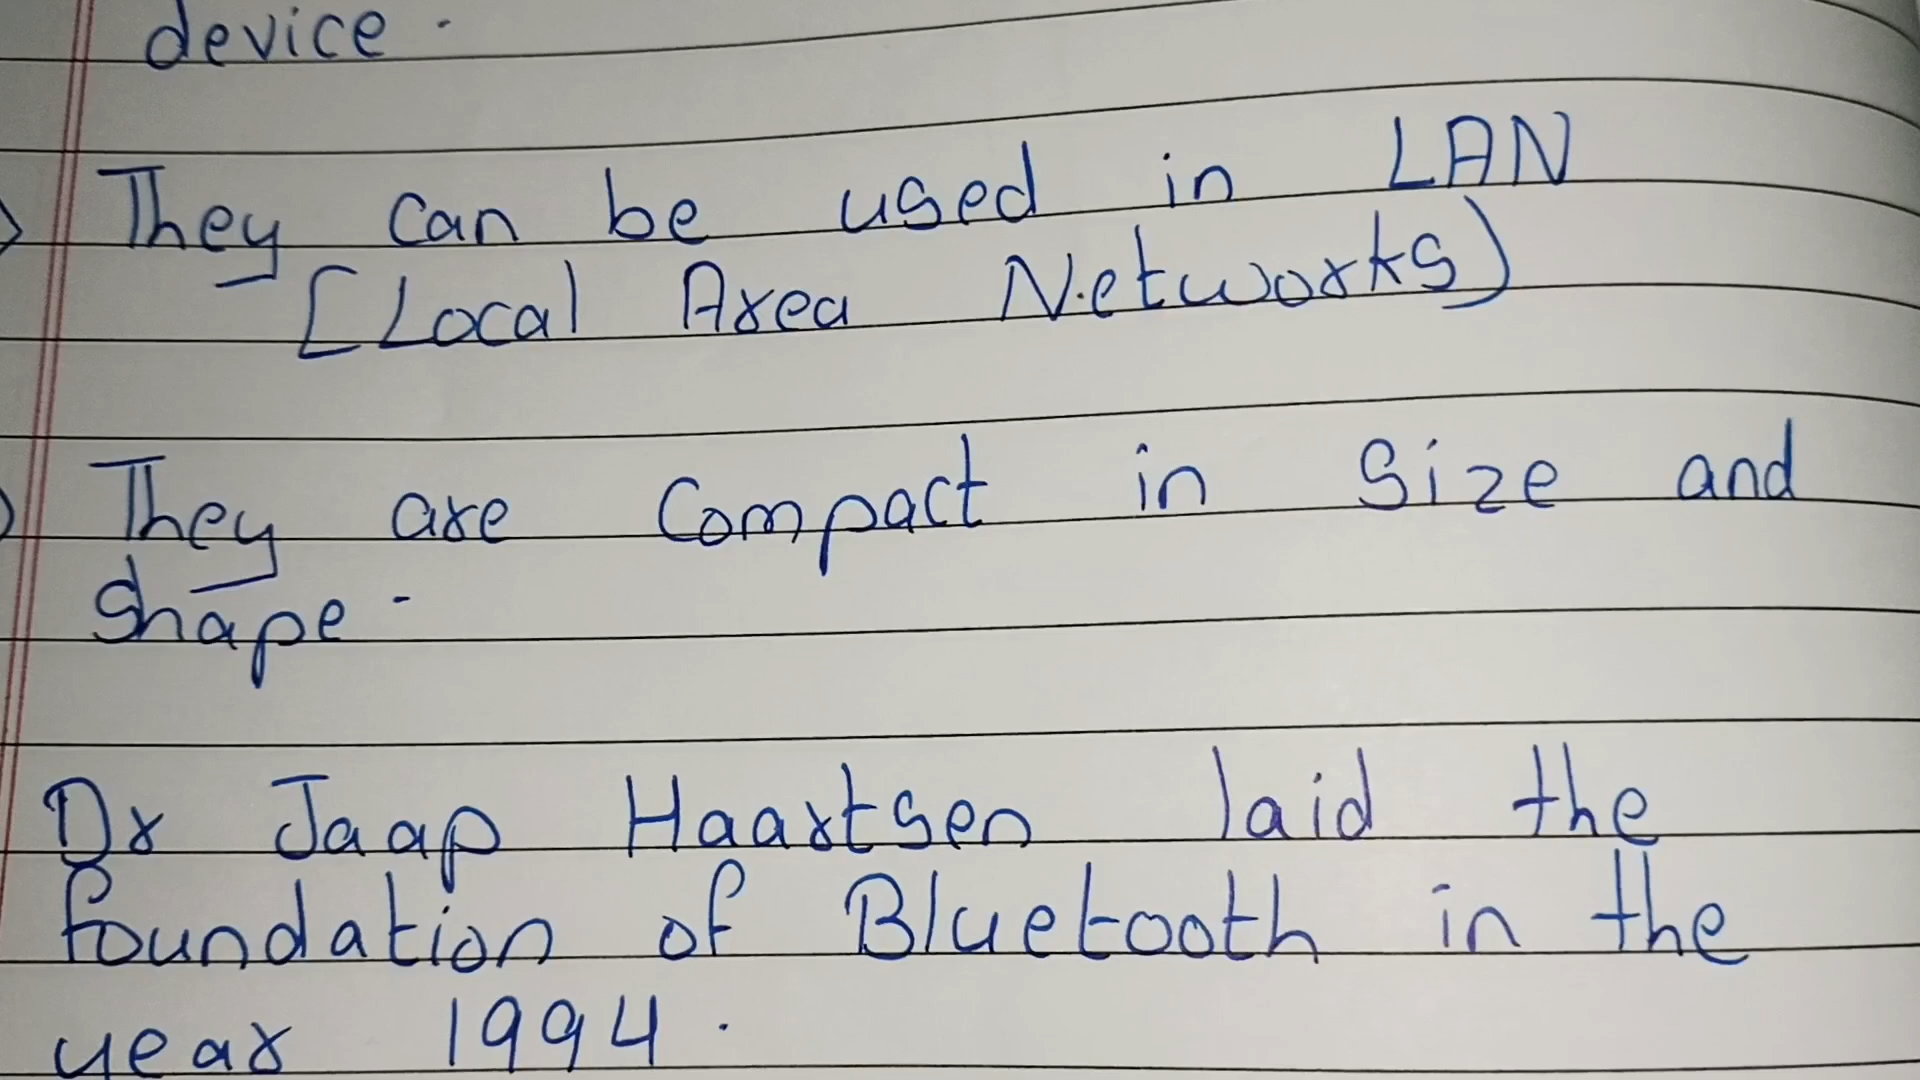 device.
They can be used in LAN
[Local Area Networks)
They are Compact in Size and
Shape.
Dr Jaap Haartsen laid the
foundation of Bluetooth in the
year 1994.